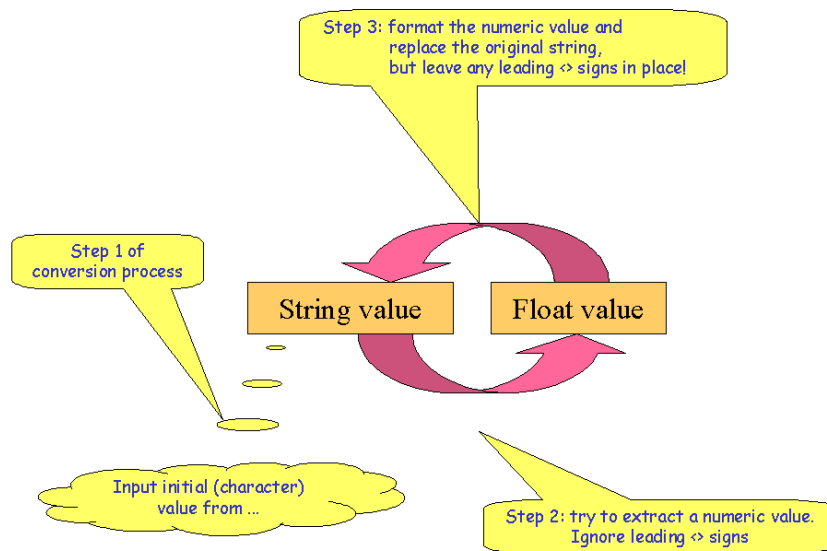 Step 3: format the numeric value and
replace the original string,
but leave any leading <> signs in place!
Step 1 of
conversion process
String value
Float value
Input initial (character)
value from ...
Step 2: try to extract a numeric value.
Ignore leading <> signs